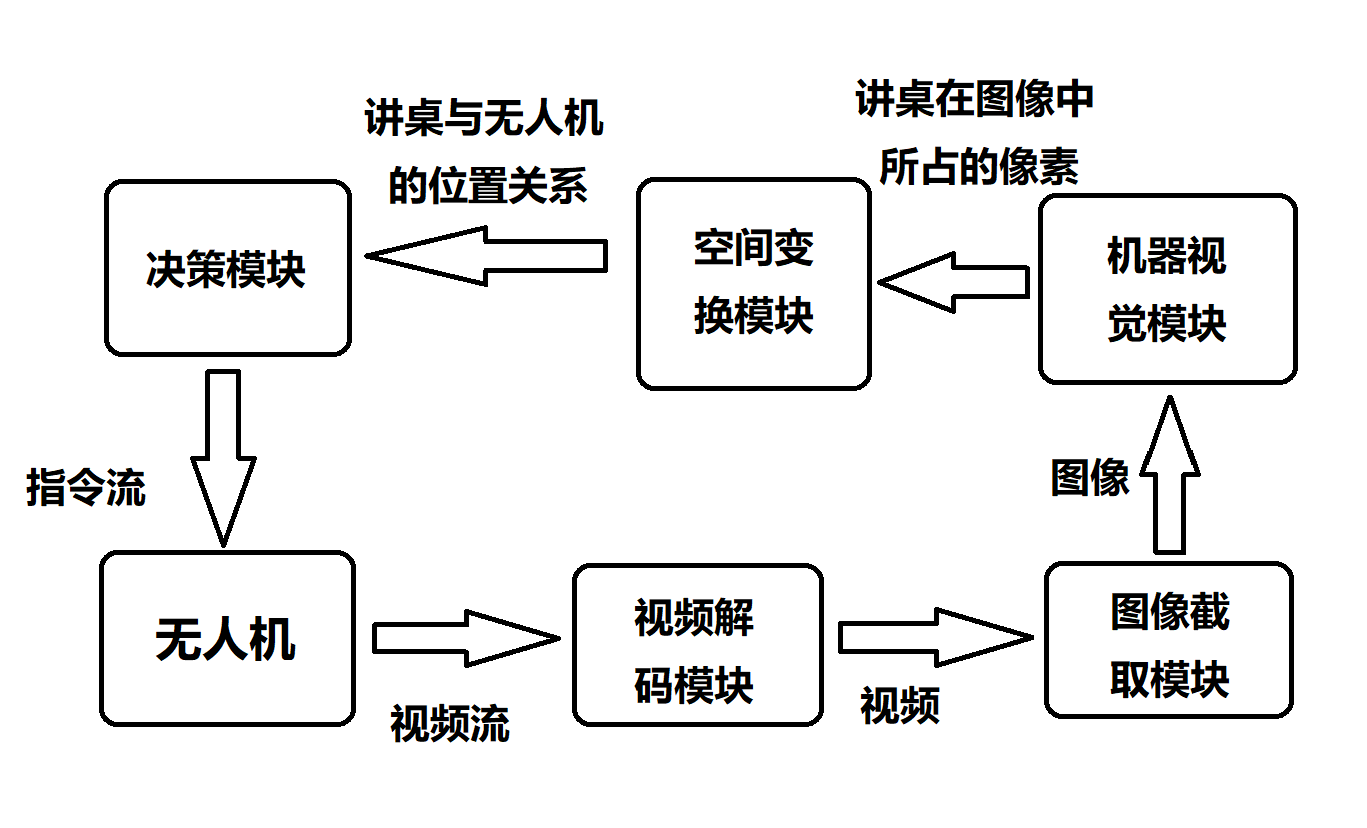 讲桌与无人机
的位置关系
讲桌在图像中
所占的像素
决策模块
空间变
换模块
机器视
觉模块
指令流
图像
无人机
视频流
视频解
码模块
视频
图像截
取模块